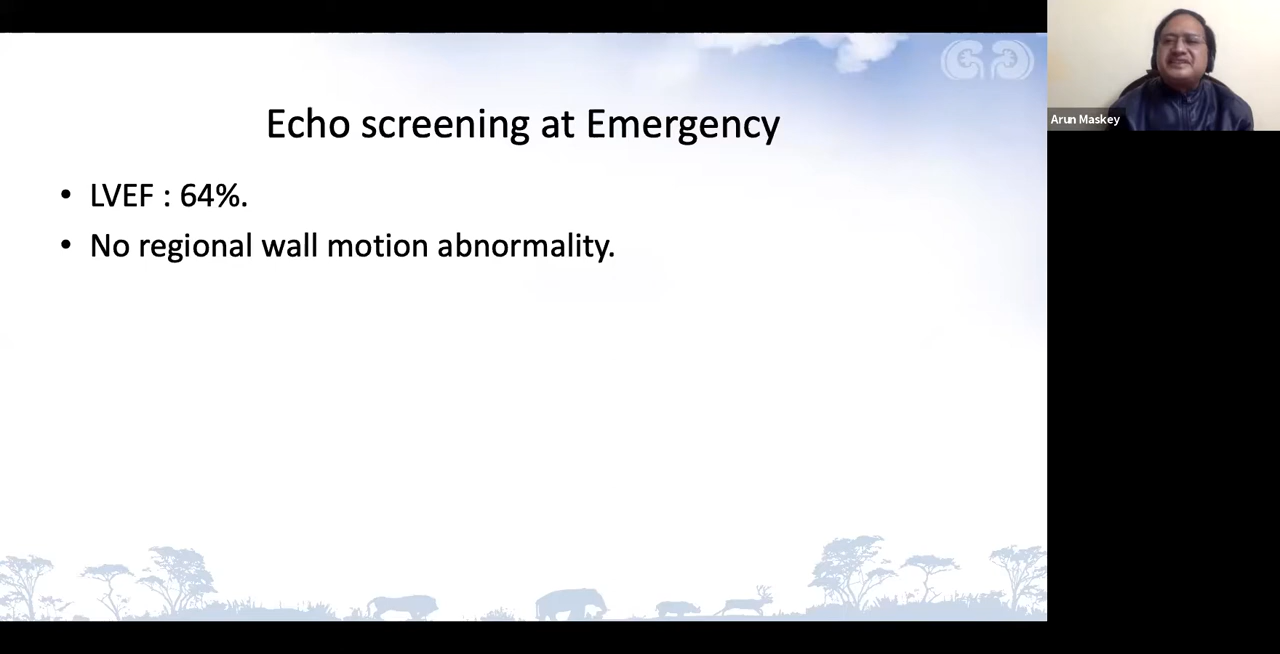 Echo screening at Emergency
• LVEF : 64%.
• No regional wall motion abnormality.
Arun Maskey